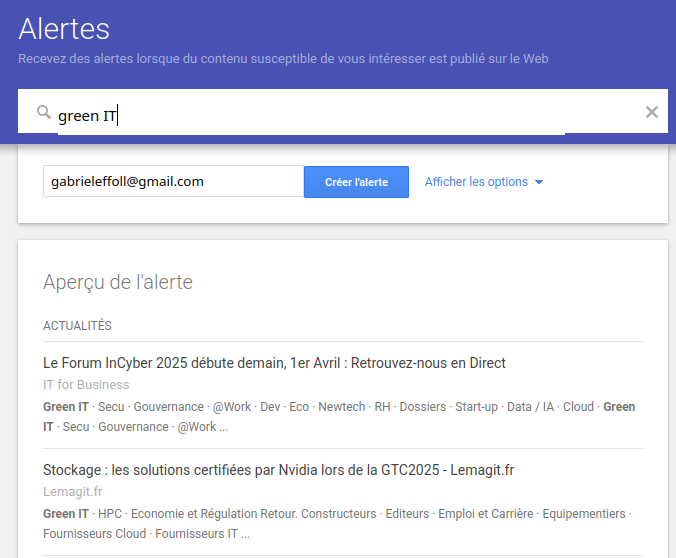 Alertes
Recevez des alertes lorsque du contenu susceptible de vous intéresser est publié sur le Web
green IT
gabrieleffoll@gmail.com Créer l'alerte Afficher les options
Aperçu de l'alerte
ACTUALITÉS
Le Forum InCyber 2025 débute demain, 1er Avril : Retrouvez-nous en Direct
IT for Business
Green IT · Secu · Gouvernance · @Work · Dev · Eco · Newtech · RH · Dossiers · Start-up · Data / IA · Cloud · Green
IT · Secu · Gouvernance · @Work ...
Stockage : les solutions certifiées par Nvidia lors de la GTC2025 - Lemagit.fr
Lemagit.fr
Green IT · HPC · Economie et Régulation Retour. Constructeurs · Editeurs · Emploi et Carrière · Equipementiers ·
Fournisseurs Cloud · Fournisseurs IT ...